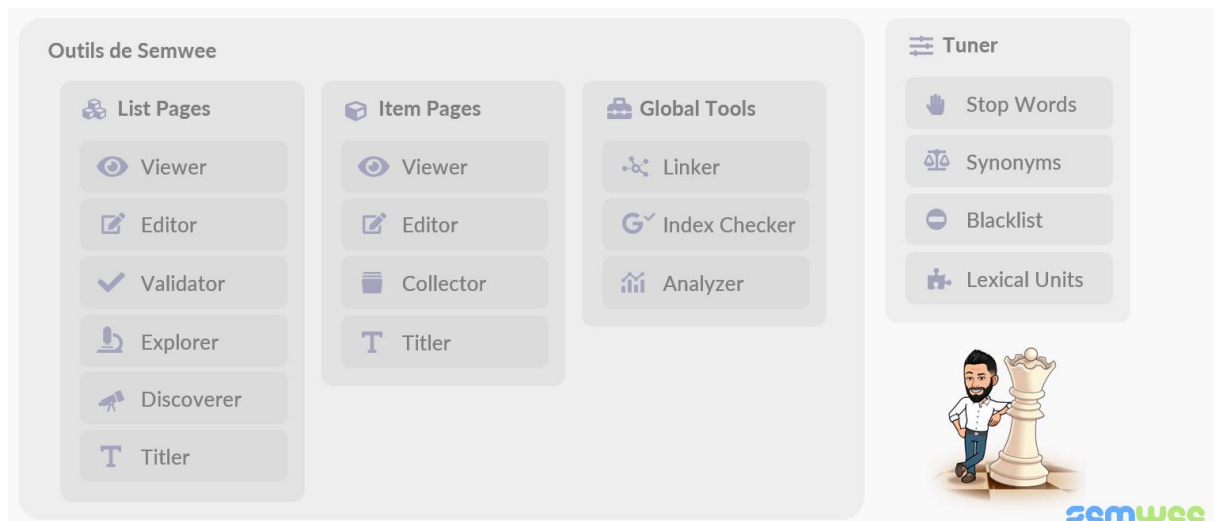 Outils de Semwee
List Pages
Viewer
Editor
Validator
Explorer
Discoverer
Titler
Item Pages
Viewer
Editor
Collector
Titler
Global Tools
Linker
Index Checker
Analyzer
Tuner
Stop Words
Synonyms
Blacklist
Lexical Units
semwee